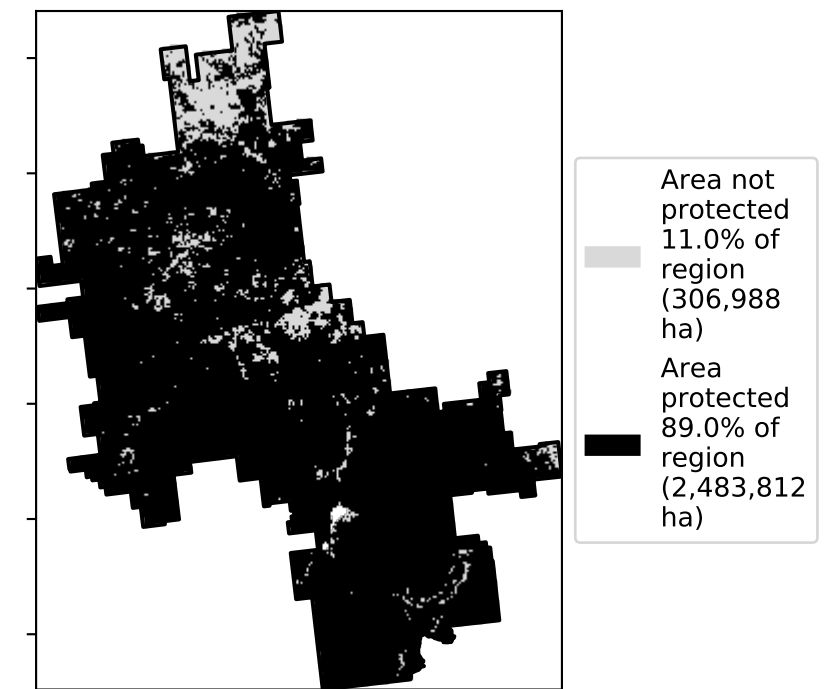 Area not
protected
11.0% of
region
(306,988
ha)
Area
protected
89.0% of
region
(2,483,812
ha)